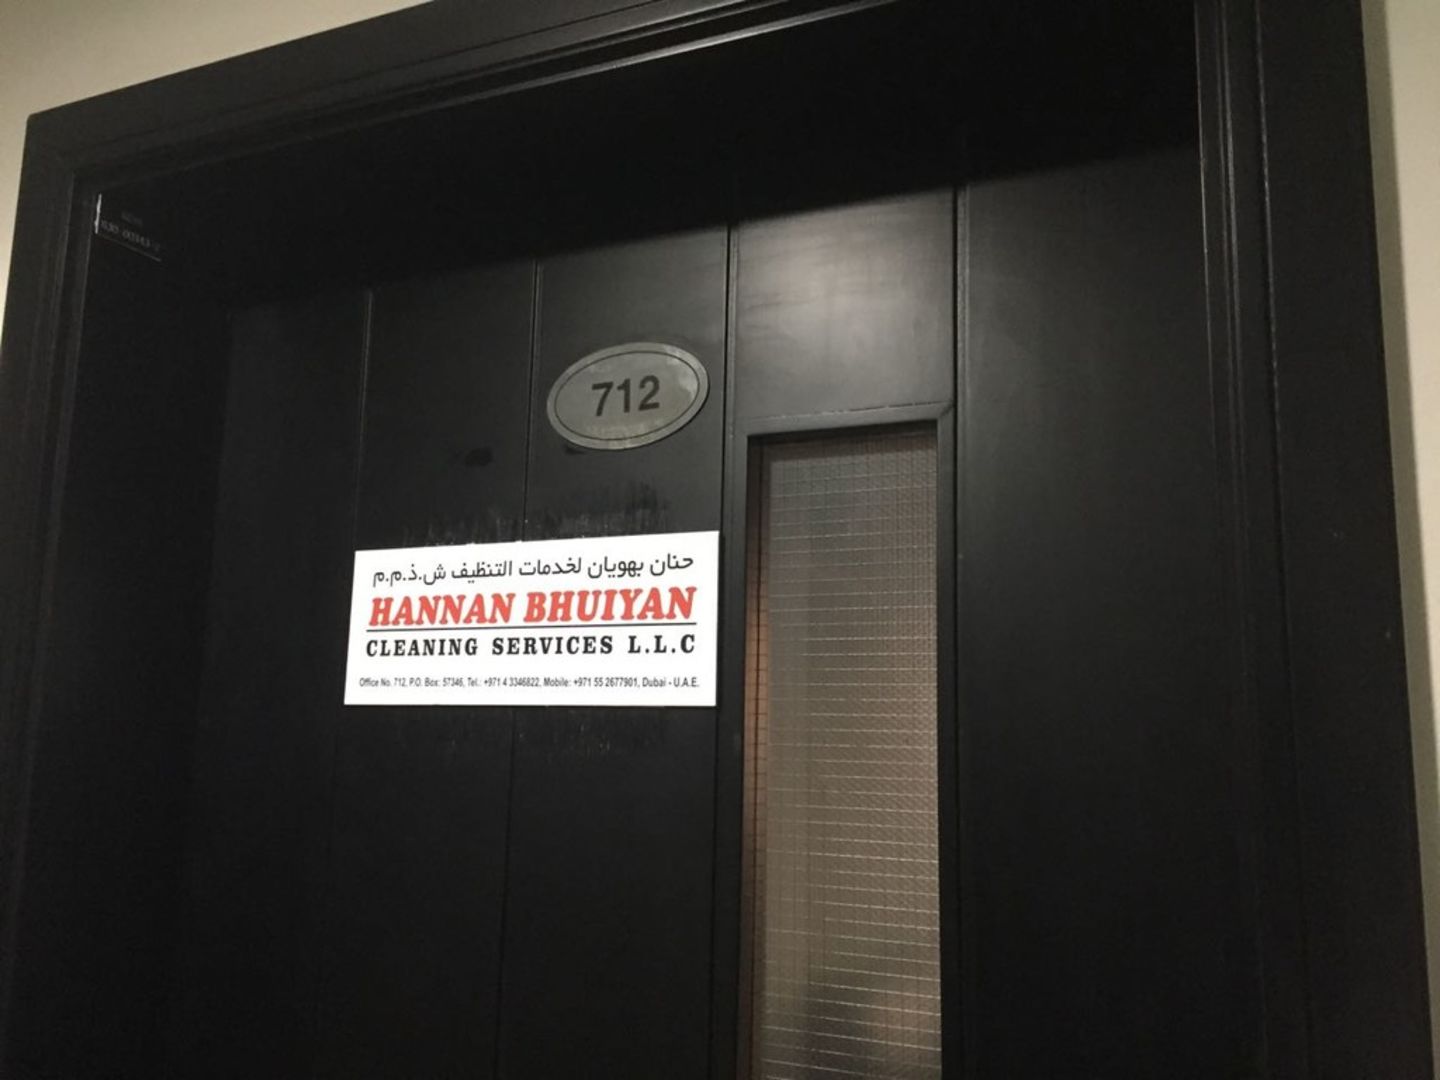 712
حنان بهويان لخدمات التنظيف ش.ذ.م.م.
HANNAN BHUIYAN
CLEANING SERVICES L.L.C
Office No. 712, P.O. Box: 57346, Tel.: +971 4 3346822, Mobile: +971 55 2677901, Dubai - U.A.E.